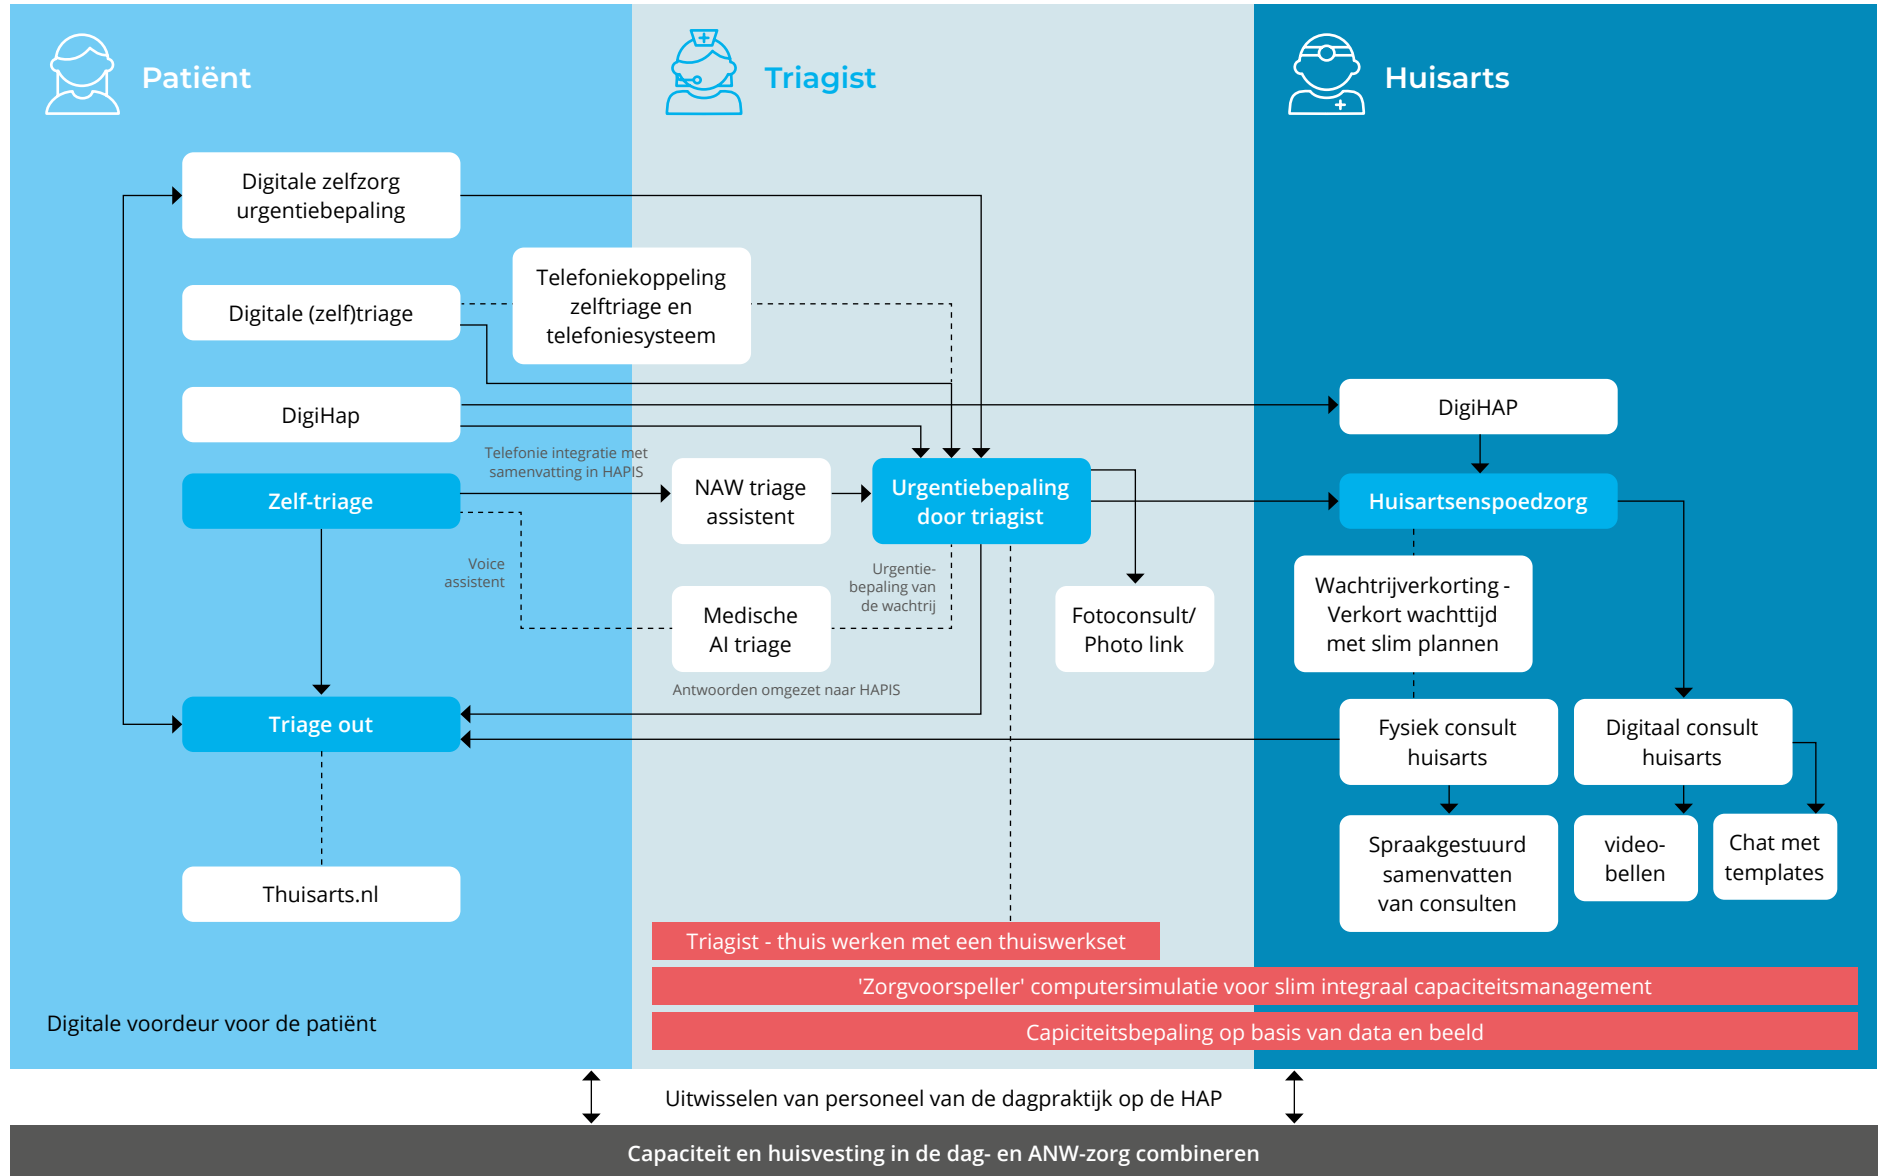 Patiënt
Triagist
Huisarts
Digitale zelfzorg
urgentiebepaling
Telefoniekoppeling
zelftriage en
telefoniesysteem
Digitale (zelf)triage
DigiHap
DigiHAP
Telefonie integratie met
samenvatting in HAPIS
Zelf-triage
NAW triage
assistent
Urgentiebepaling
door triagist
Huisartsenspoedzorg
Voice
assistent
Urgentie-
bepaling van
de wachtrij
Medische
AI triage
Fotoconsult/
Photo link
Wachtrijverkorting -
Verkort wachttijd
met slim plannen
Antwoorden omgezet naar HAPIS
Triage out
Fysiek consult
huisarts
Digitaal consult
huisarts
Spraakgestuurd
samenvatten
van consulten
video-
bellen
Chat met
templates
Thuisarts.nl
Triagist - thuis werken met een thuiswerkset
'Zorgvoorspeller' computersimulatie voor slim integraal capaciteitsmanagement
Digitale voordeur voor de patiënt
Capiciteitsbepaling op basis van data en beeld
Uitwisselen van personeel van de dagpraktijk op de HAP
Capaciteit en huisvesting in de dag- en ANW-zorg combineren